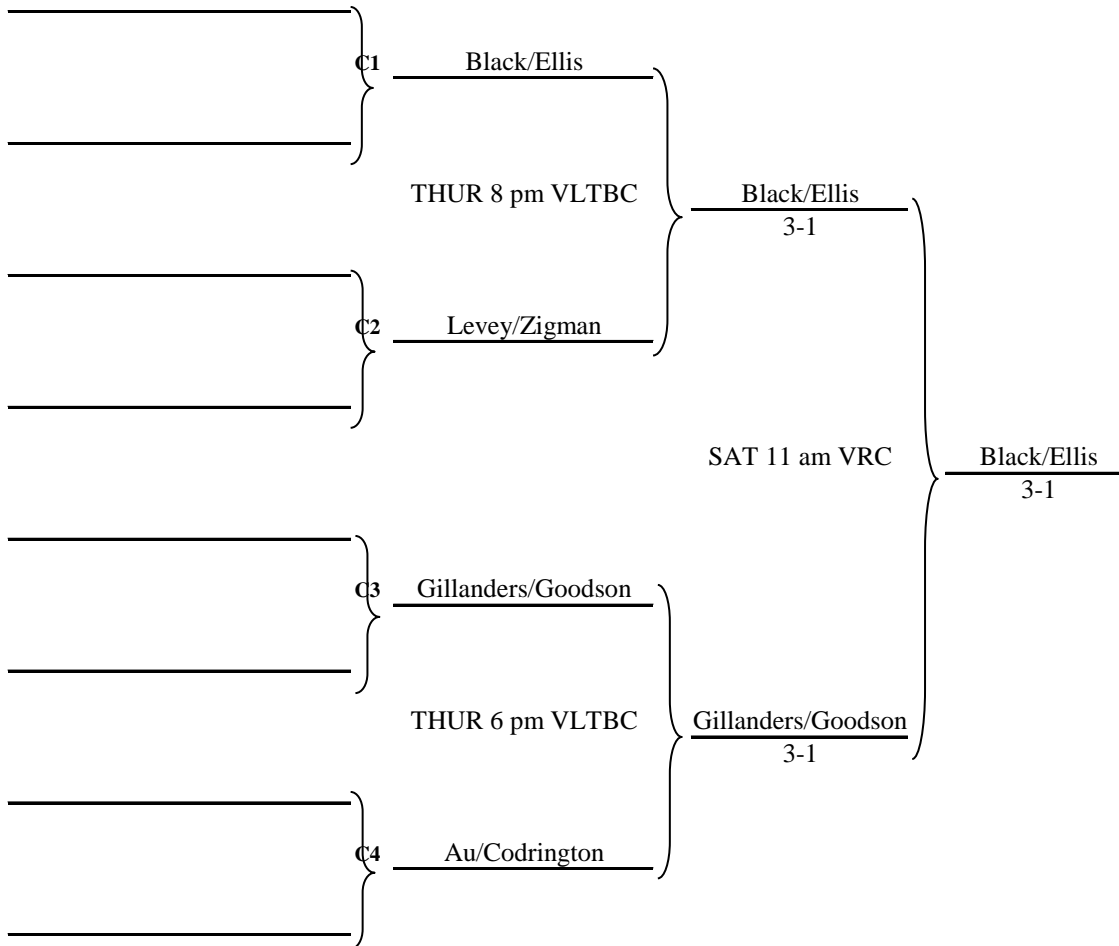 C1
Black/Ellis
THUR 8 pm VLTBC
Black/Ellis
3-1
C2
Levey/Zigman
SAT 11 am VRC
Black/Ellis
3-1
C3
Gillanders/Goodson
THUR 6 pm VLTBC
Gillanders/Goodson
3-1
C4
Au/Codrington